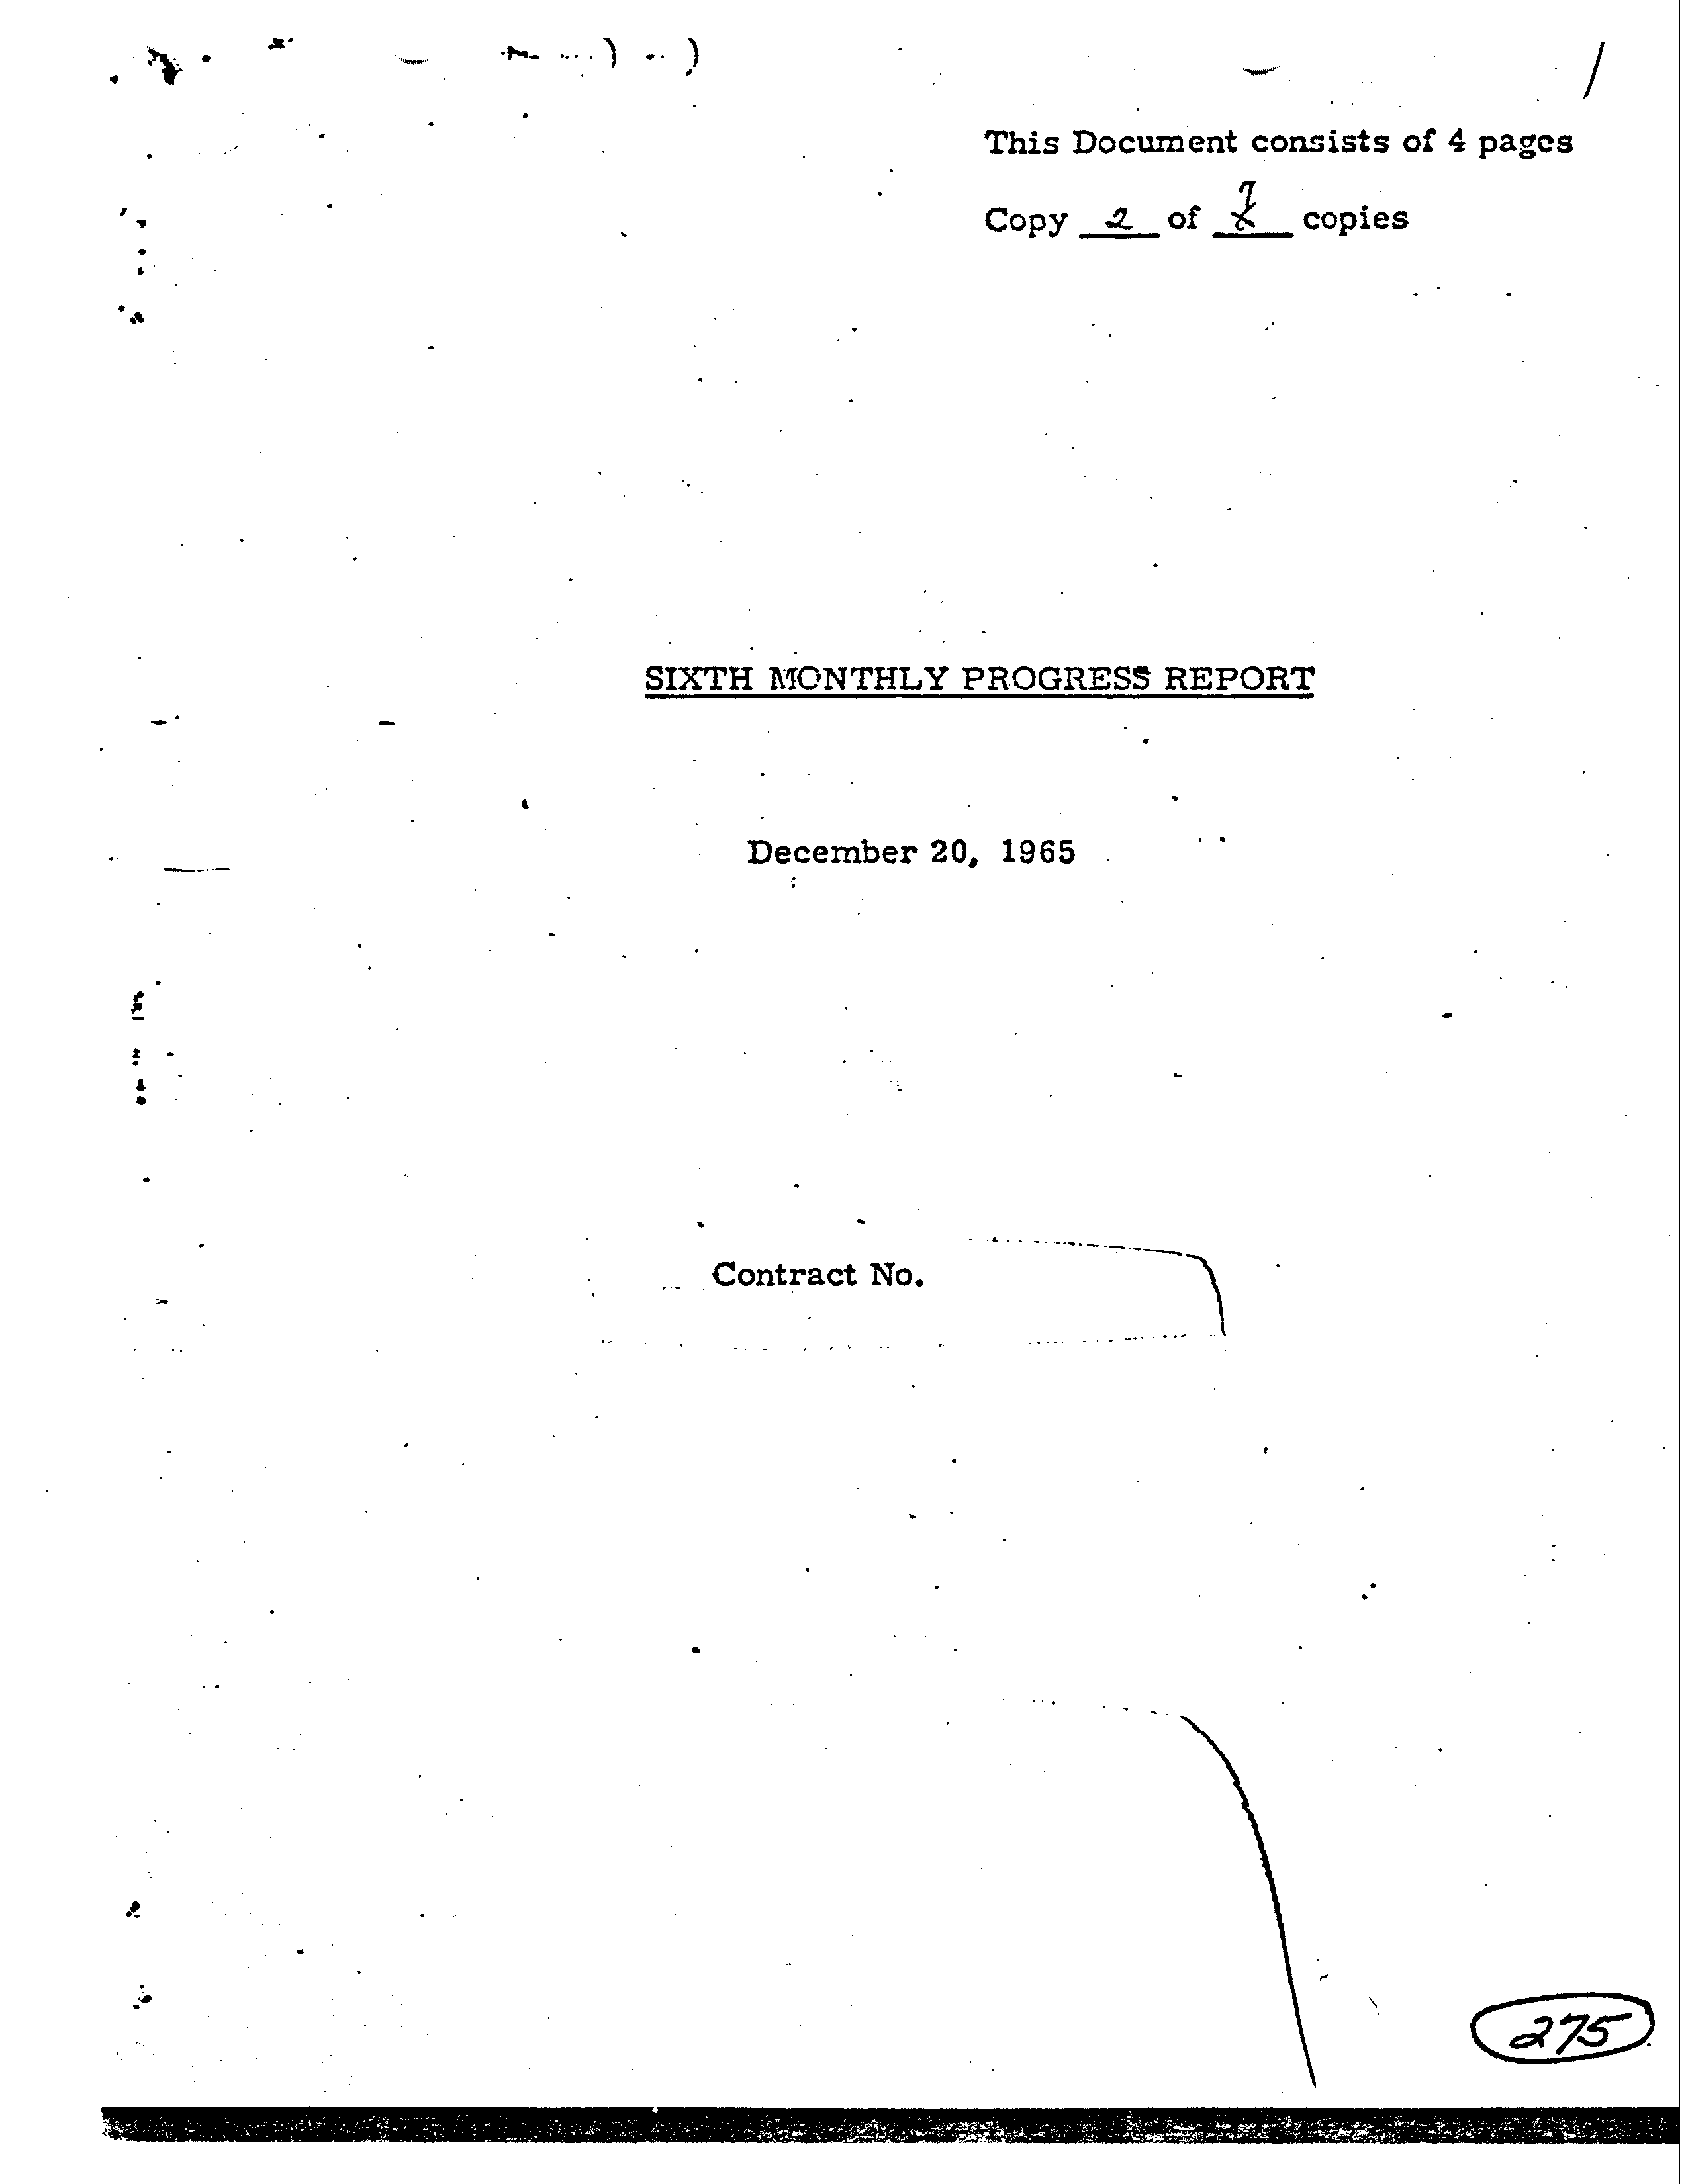 This Document consists of 4 pages
Copy 2 of 7 copies
SIXTH MONTHLY PROGRESS REPORT
December 20, 1965
Contract No.
275